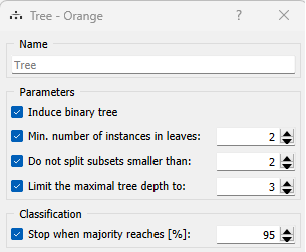 Tree - Orange
Name
Tree
Parameters
Induce binary tree
Min. number of instances in leaves: 2
Do not split subsets smaller than: 2
Limit the maximal tree depth to: 3
Classification
Stop when majority reaches [%]: 95